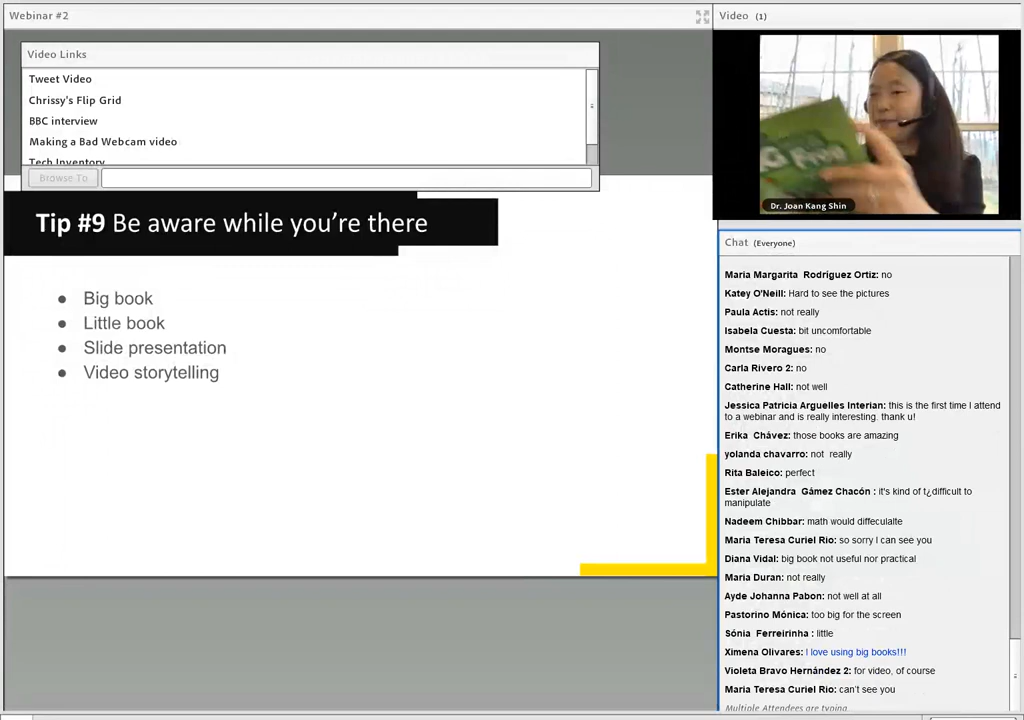 Webinar #2
Video Links
Tweet Video
Chrissy's Flip Grid
BBC interview
Making a Bad Webcam video
Tech Inventory
Browse To
Tip #9 Be aware while you're there
● Big book
● Little book
● Slide presentation
● Video storytelling
Video (1)
Dr. Joan Kang Shin
Chat (Everyone)
Maria Margarita Rodríguez Ortiz: no
Katey O'Neill: Hard to see the pictures
Paula Actis: not really
Isabela Cuesta: bit uncomfortable
Montse Moragues: no
Carla Rivero 2: no
Catherine Hall: not well
Jessica Patricia Arguelles Interian: this is the first time I attend
to a webinar and is really interesting. thank u!
Erika Chávez: those books are amazing
yolanda chavarro: not really
Rita Baleico: perfect
Ester Alejandra Gámez Chacón : it's kind of t¿difficult to
manipulate
Nadeem Chibbar: math would diffeculalte
Maria Teresa Curiel Rio: so sorry I can see you
Diana Vidal: big book not useful nor practical
Maria Duran: not really
Ayde Johanna Pabon: not well at all
Pastorino Mónica: too big for the screen
Sónia Ferreirinha : little
Ximena Olivares: I love using big books!!!
Violeta Bravo Hernández 2: for video, of course
Maria Teresa Curiel Rio: can't see you
Multiple Attendees are typing